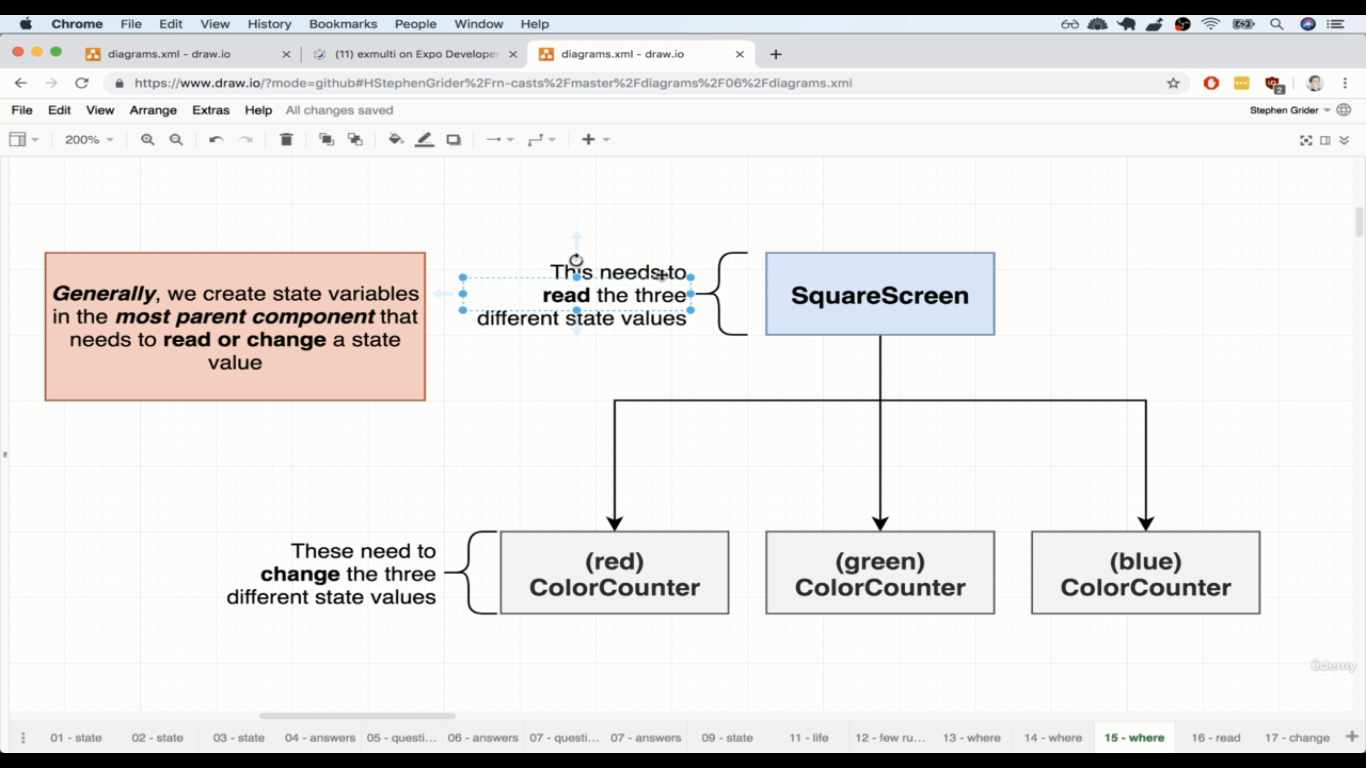 Chrome File Edit View History Bookmarks People Window Help
diagrams.xml - draw.io
(11) exmulti on Expo Developer
diagrams.xml - draw.io
https://www.draw.io/?mode=github#HStephenGrider%2Frn-casts%2Fmaster%2Fdiagrams%2F06%2Fdiagrams.xml
2
File Edit View Arrange Extras Help All changes saved
Stephen Grider
200%
Generally, we create state variables
in the most parent component that
needs to read or change a state
value
This needs to
read the three
different state values
SquareScreen
These need to
change the three
different state values
(red)
ColorCounter
(green)
ColorCounter
(blue)
ColorCounter
ûdemy
01 - state 02 - state 03 - state 04 - answers 05 - questi... 06 - answers 07 - questi... 07 - answers 09 - state 11 - life 12 - few ru... 13 - where 14 - where 15 - where 16 - read 17 - change